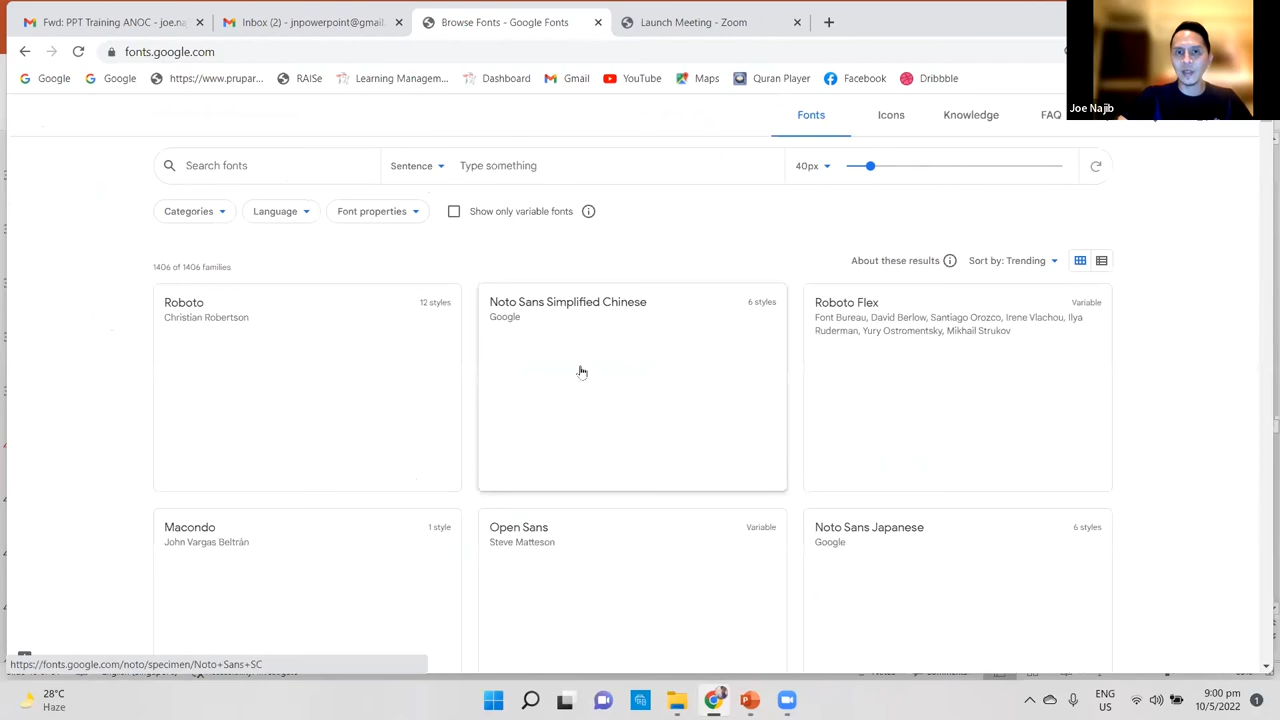 Fwd: PPT Training ANOC - joe.na
Inbox (2) - jnpowerpoint@gmail.
Browse Fonts - Google Fonts
Launch Meeting - Zoom
fonts.google.com
Google
Google
https://www.prupar...
RAISe
Learning Managem...
Dashboard
Gmail
YouTube
Maps
Quran Player
Facebook
Dribbble
Joe Najib
Fonts
Icons
Knowledge
FAQ
Search fonts
Sentence
Type something
40px
Categories
Language
Font properties
Show only variable fonts
1406 of 1406 families
About these results
Sort by: Trending
Roboto
12 styles
Christian Robertson
Noto Sans Simplified Chinese
6 styles
Google
Roboto Flex
Variable
Font Bureau, David Berlow, Santiago Orozco, Irene Vlachou, Ilya
Ruderman, Yury Ostromentsky, Mikhail Strukov
Macondo
1 style
John Vargas Beltrán
Open Sans
Variable
Steve Matteson
Noto Sans Japanese
6 styles
Google
https://fonts.google.com/noto/specimen/Noto+Sans+SC
28°C
Haze
ENG
US
9:00 pm
10/5/2022
1